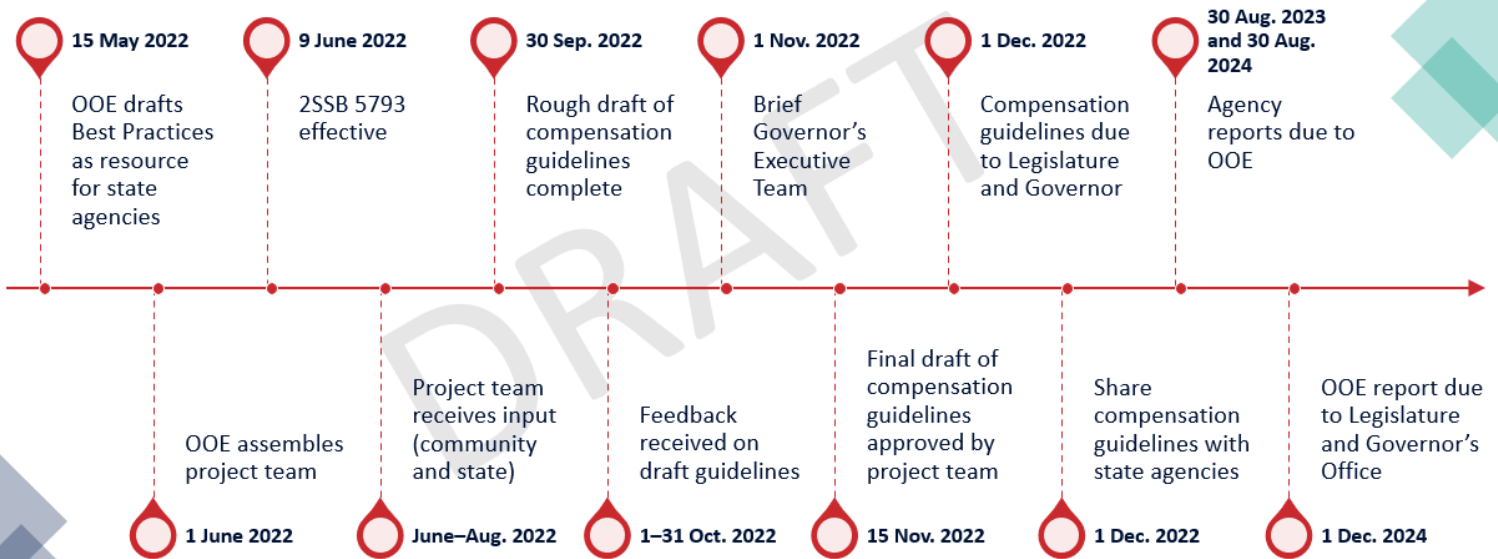 15 May 2022
OOE drafts
Best Practices
as resource
for state
agencies
9 June 2022
2SSB 5793
effective
30 Sep. 2022
Rough draft of
compensation
guidelines
complete
1 Nov. 2022
Brief
Governor’s
Executive
Team
1 Dec. 2022
Compensation
guidelines due
to Legislature
and Governor
30 Aug. 2023
and 30 Aug.
2024
Agency
reports due to
OOE
DRAFT
OOE assembles
project team
1 June 2022
Project team
receives input
(community
and state)
June–Aug. 2022
Feedback
received on
draft guidelines
1–31 Oct. 2022
Final draft of
compensation
guidelines
approved by
project team
15 Nov. 2022
Share
compensation
guidelines with
state agencies
1 Dec. 2022
OOE report due
to Legislature
and Governor’s
Office
1 Dec. 2024